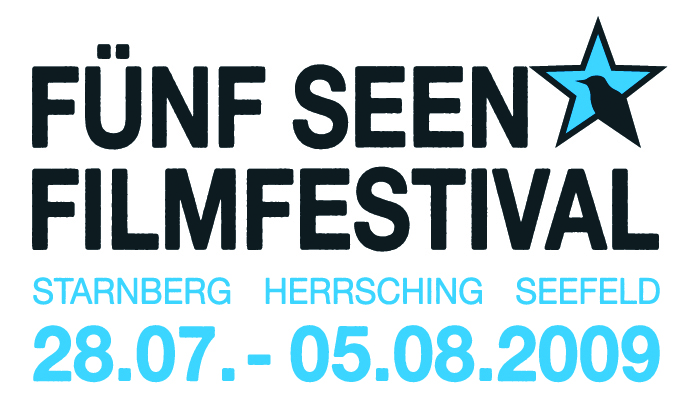 FÜNF SEEN
FILMFESTIVAL
STARNBERG HERRSCHING SEEFELD
28.07. - 05.08.2009